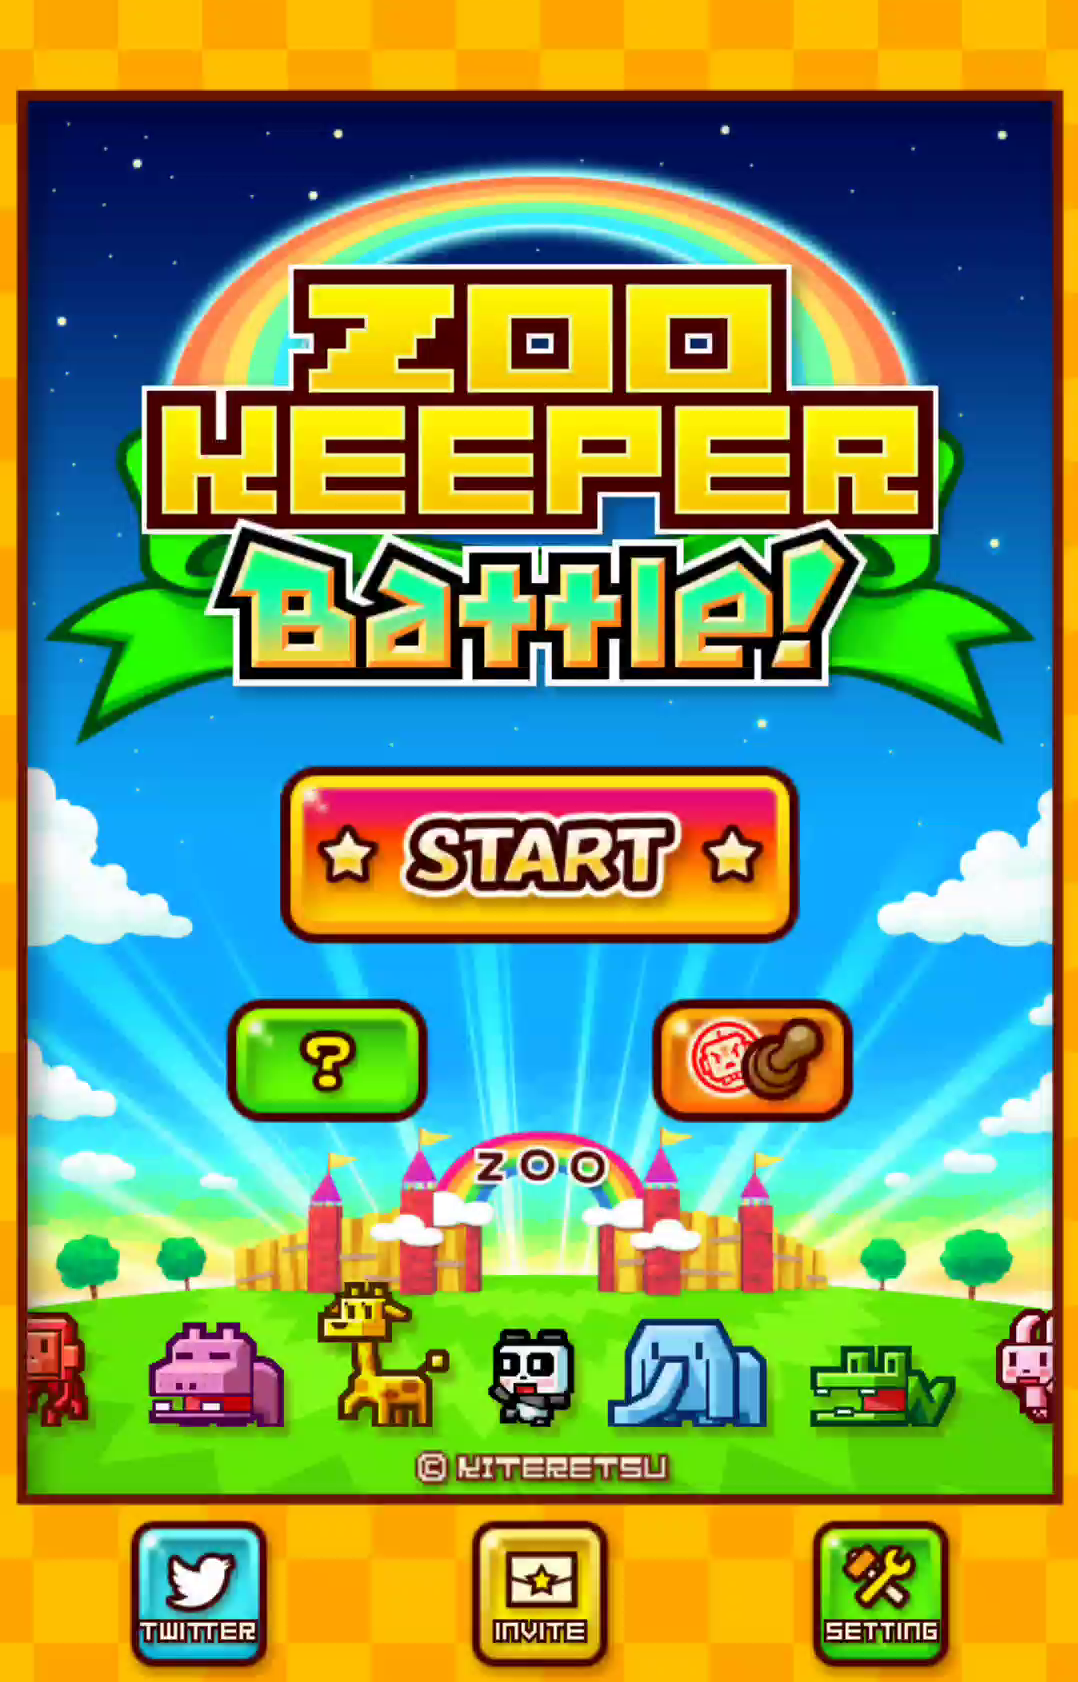 ZOO
KEEPER
Battle!
START
?
ZOO
© KITERETSU
TWITTER
INVITE
SETTING